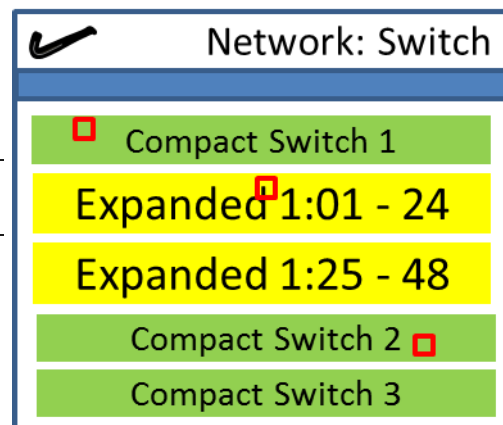 Network: Switch
Compact Switch 1
Expanded 1:01 - 24
Expanded 1:25 - 48
Compact Switch 2
Compact Switch 3